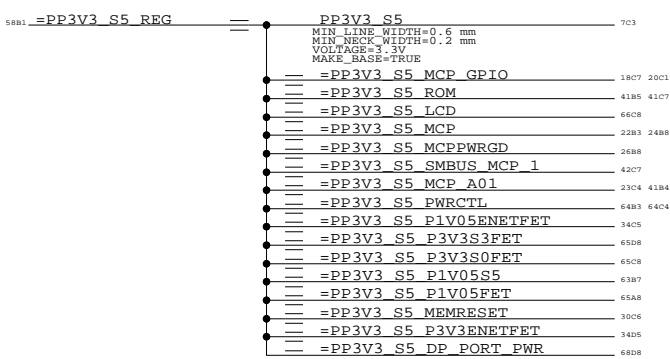 58B1 =PP3V3_S5_REG PP3V3_S5 7C3
MIN_LINE_WIDTH=0.6 mm
MIN_NECK_WIDTH=0.2 mm
VOLTAGE=3.3V
MAKE_BASE=TRUE
=PP3V3_S5_MCP_GPIO 18C7 20C1
=PP3V3_S5_ROM 41B5 41C7
=PP3V3_S5_LCD 66C8
=PP3V3_S5_MCP 22B3 24B8
=PP3V3_S5_MCPPWRGD 26B8
=PP3V3_S5_SMBUS_MCP_1 42C7
=PP3V3_S5_MCP_A01 23C4 41B4
=PP3V3_S5_PWRCTL 64B3 64C4
=PP3V3_S5_P1V05ENETFET 34C5
=PP3V3_S5_P3V3S3FET 65D8
=PP3V3_S5_P3V3S0FET 65C8
=PP3V3_S5_P1V05S5 63B7
=PP3V3_S5_P1V05FET 65A8
=PP3V3_S5_MEMRESET 30C6
=PP3V3_S5_P3V3ENETFET 34D5
=PP3V3_S5_DP_PORT_PWR 68D8